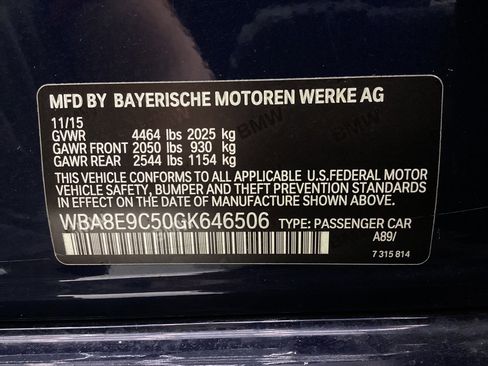 MFD BY BAYERISCHE MOTOREN WERKE AG
11/15
GVWR 4464 lbs 2025 kg
GAWR FRONT 2050 lbs 930 kg
GAWR REAR 2544 lbs 1154 kg
THIS VEHICLE CONFORMS TO ALL APPLICABLE U.S.FEDERAL MOTOR
VEHICLE SAFETY, BUMPER AND THEFT PREVENTION STANDARDS
IN EFFECT ON THE DATE OF MANUFACTURE SHOWN ABOVE.
WBA8E9C50GK646506 TYPE: PASSENGER CAR
A89/
7 315 814